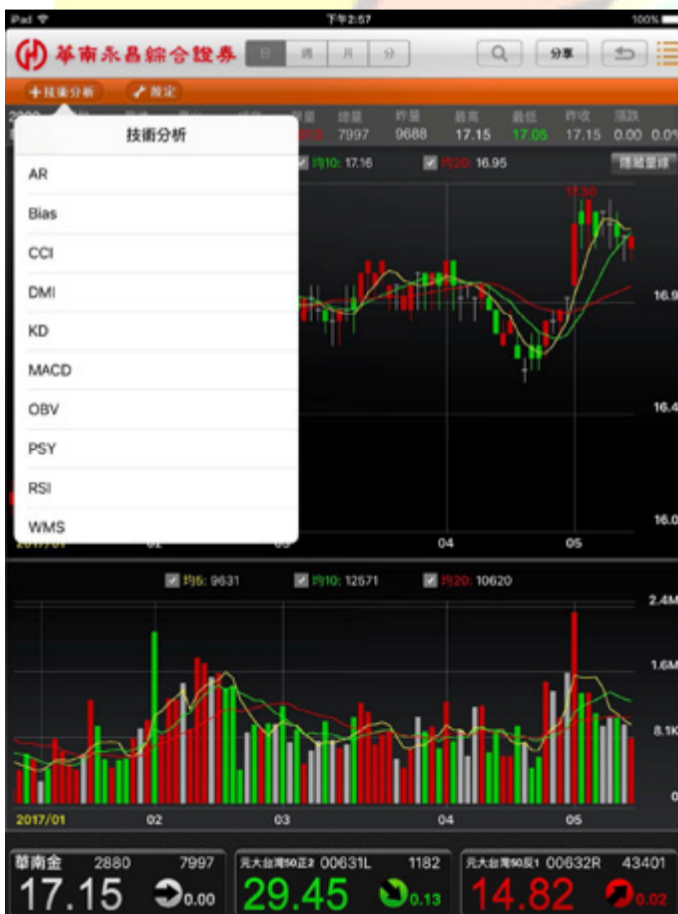 iPad 下午2:57 100%
華南永昌綜合證券 日 週 月 分 分享
+技術分析 設定
總量 昨量 最高 最低 昨收 漲跌
7997 9688 17.15 17.05 17.15 0.00 0.0%
技術分析
均10: 17.16 均20: 16.95 隱藏量線
AR
Bias
CCI
DMI
KD
MACD
OBV
PSY
RSI
WMS
17.50
16.9
16.4
16.0
2017/01 02 03 04 05
均5: 9631 均10: 12571 均20: 10620
2.4M
1.6M
8.1K
0
2017/01 02 03 04 05
華南金 2880 7997
17.15 0.00
元大台灣50正2 00631L 1182
29.45 0.13
元大台灣50反1 00632R 43401
14.82 0.02